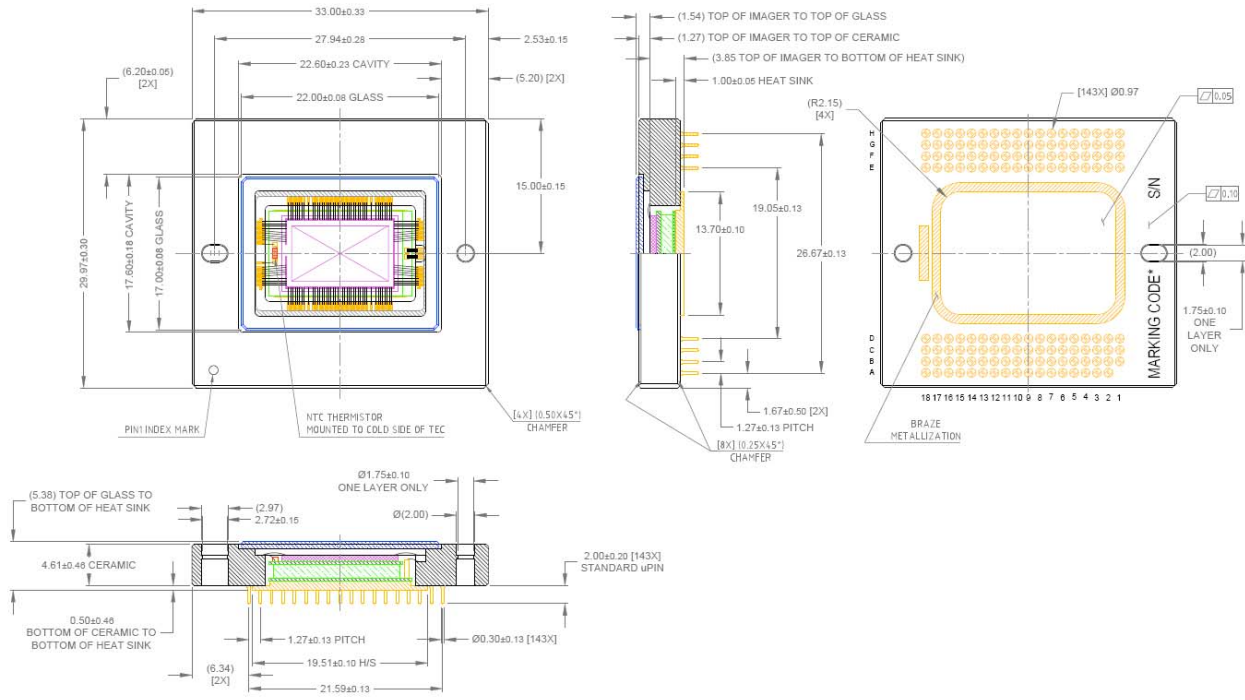 33.00±0.33
27.94±0.28
2.53±0.15
22.60±0.23 CAVITY
(6.20±0.05)
[2X]
(5.20) [2X]
22.00±0.08 GLASS
29.97±0.30
17.60±0.18 CAVITY
17.00±0.08 GLASS
15.00±0.15
PIN1 INDEX MARK
NTC THERMISTOR
MOUNTED TO COLD SIDE OF TEC
[4X] (0.50X45°)
CHAMFER
(1.54) TOP OF IMAGER TO TOP OF GLASS
(1.27) TOP OF IMAGER TO TOP OF CERAMIC
(3.85 TOP OF IMAGER TO BOTTOM OF HEAT SINK)
1.00±0.05 HEAT SINK
13.70±0.10
19.05±0.13
26.67±0.13
1.67±0.50 [2X]
1.27±0.13 PITCH
[8X] (0.25X45°)
CHAMFER
[143X] Ø0.97
0.05
(R2.15)
[4X]
H
G
F
E
S/N
0.10
(2.00)
1.75±0.10
ONE
LAYER
ONLY
MARKING CODE*
D
C
B
A
18 17 16 15 14 13 12 11 10 9 8 7 6 5 4 3 2 1
BRAZE
METALLIZATION
(5.38) TOP OF GLASS TO
BOTTOM OF HEAT SINK
(2.97)
2.72±0.15
Ø1.75±0.10
ONE LAYER ONLY
Ø(2.00)
4.61±0.46 CERAMIC
2.00±0.20 [143X]
STANDARD uPIN
0.50±0.46
BOTTOM OF CERAMIC TO
BOTTOM OF HEAT SINK
1.27±0.13 PITCH
Ø0.30±0.13 [143X]
(6.34)
[2X]
19.51±0.10 H/S
21.59±0.13